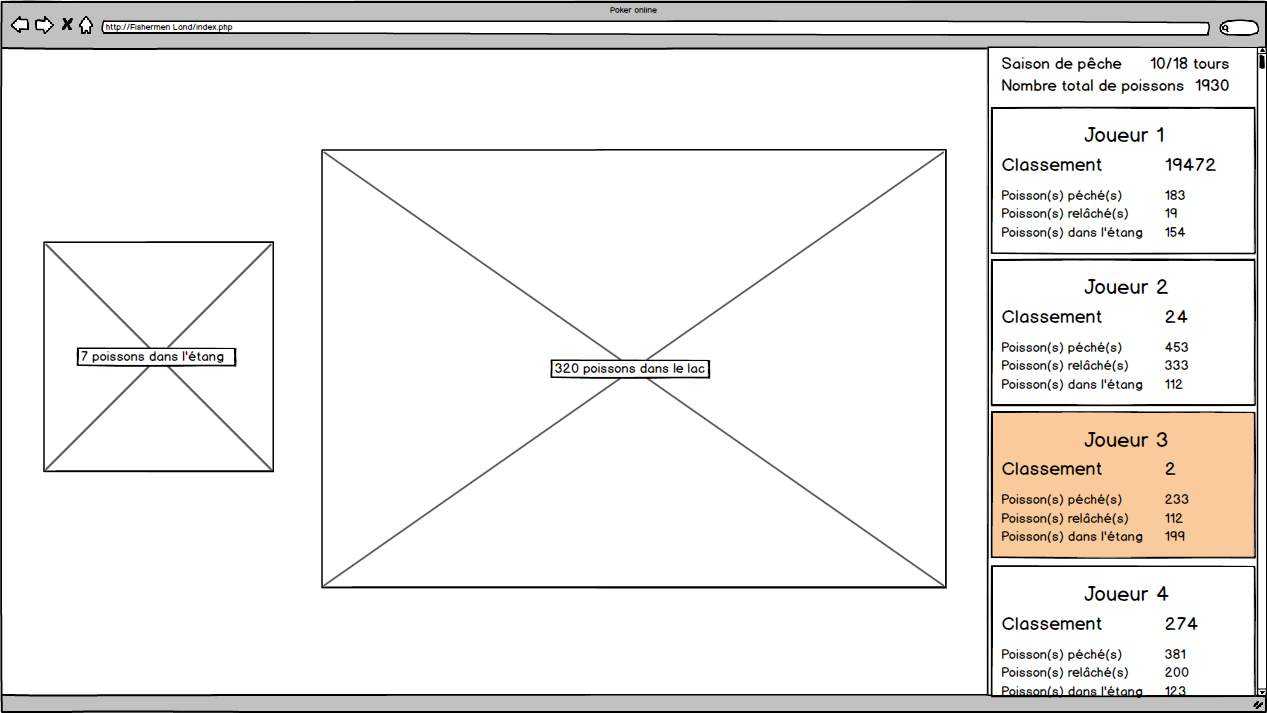 Poker online
http://Fishermen Land/index.php
7 poissons dans l'étang
320 poissons dans le lac
Saison de pêche 10/18 tours
Nombre total de poissons 1930
Joueur 1
Classement 19472
Poisson(s) péché(s) 183
Poisson(s) relâché(s) 19
Poisson(s) dans l'étang 154
Joueur 2
Classement 24
Poisson(s) péché(s) 453
Poisson(s) relâché(s) 333
Poisson(s) dans l'étang 112
Joueur 3
Classement 2
Poisson(s) péché(s) 233
Poisson(s) relâché(s) 112
Poisson(s) dans l'étang 199
Joueur 4
Classement 274
Poisson(s) péché(s) 381
Poisson(s) relâché(s) 200
Poisson(s) dans l'étang 123